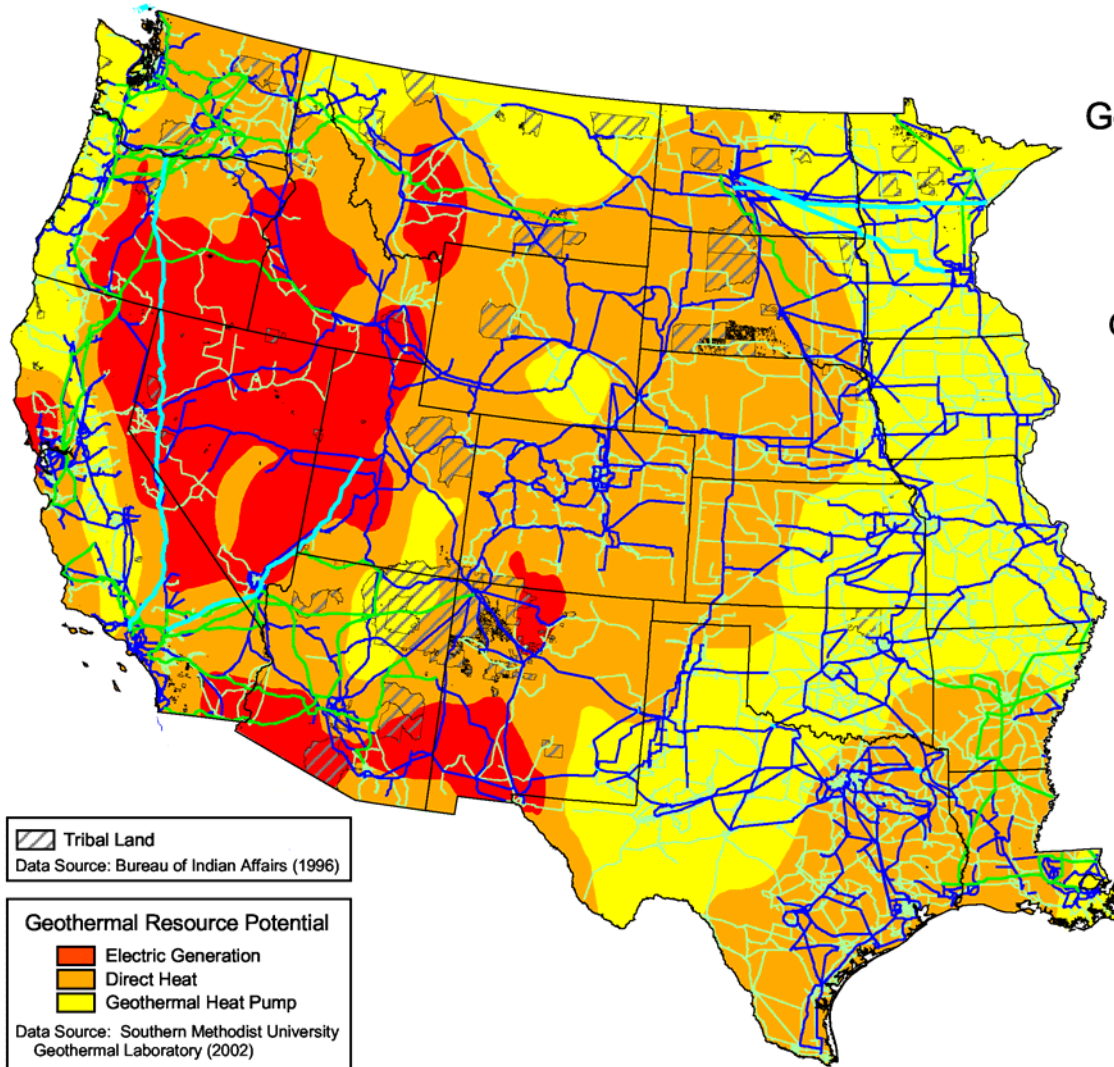 G
Tribal Land
Data Source: Bureau of Indian Affairs (1996)
Geothermal Resource Potential
Electric Generation
Direct Heat
Geothermal Heat Pump
Data Source: Southern Methodist University
Geothermal Laboratory (2002)